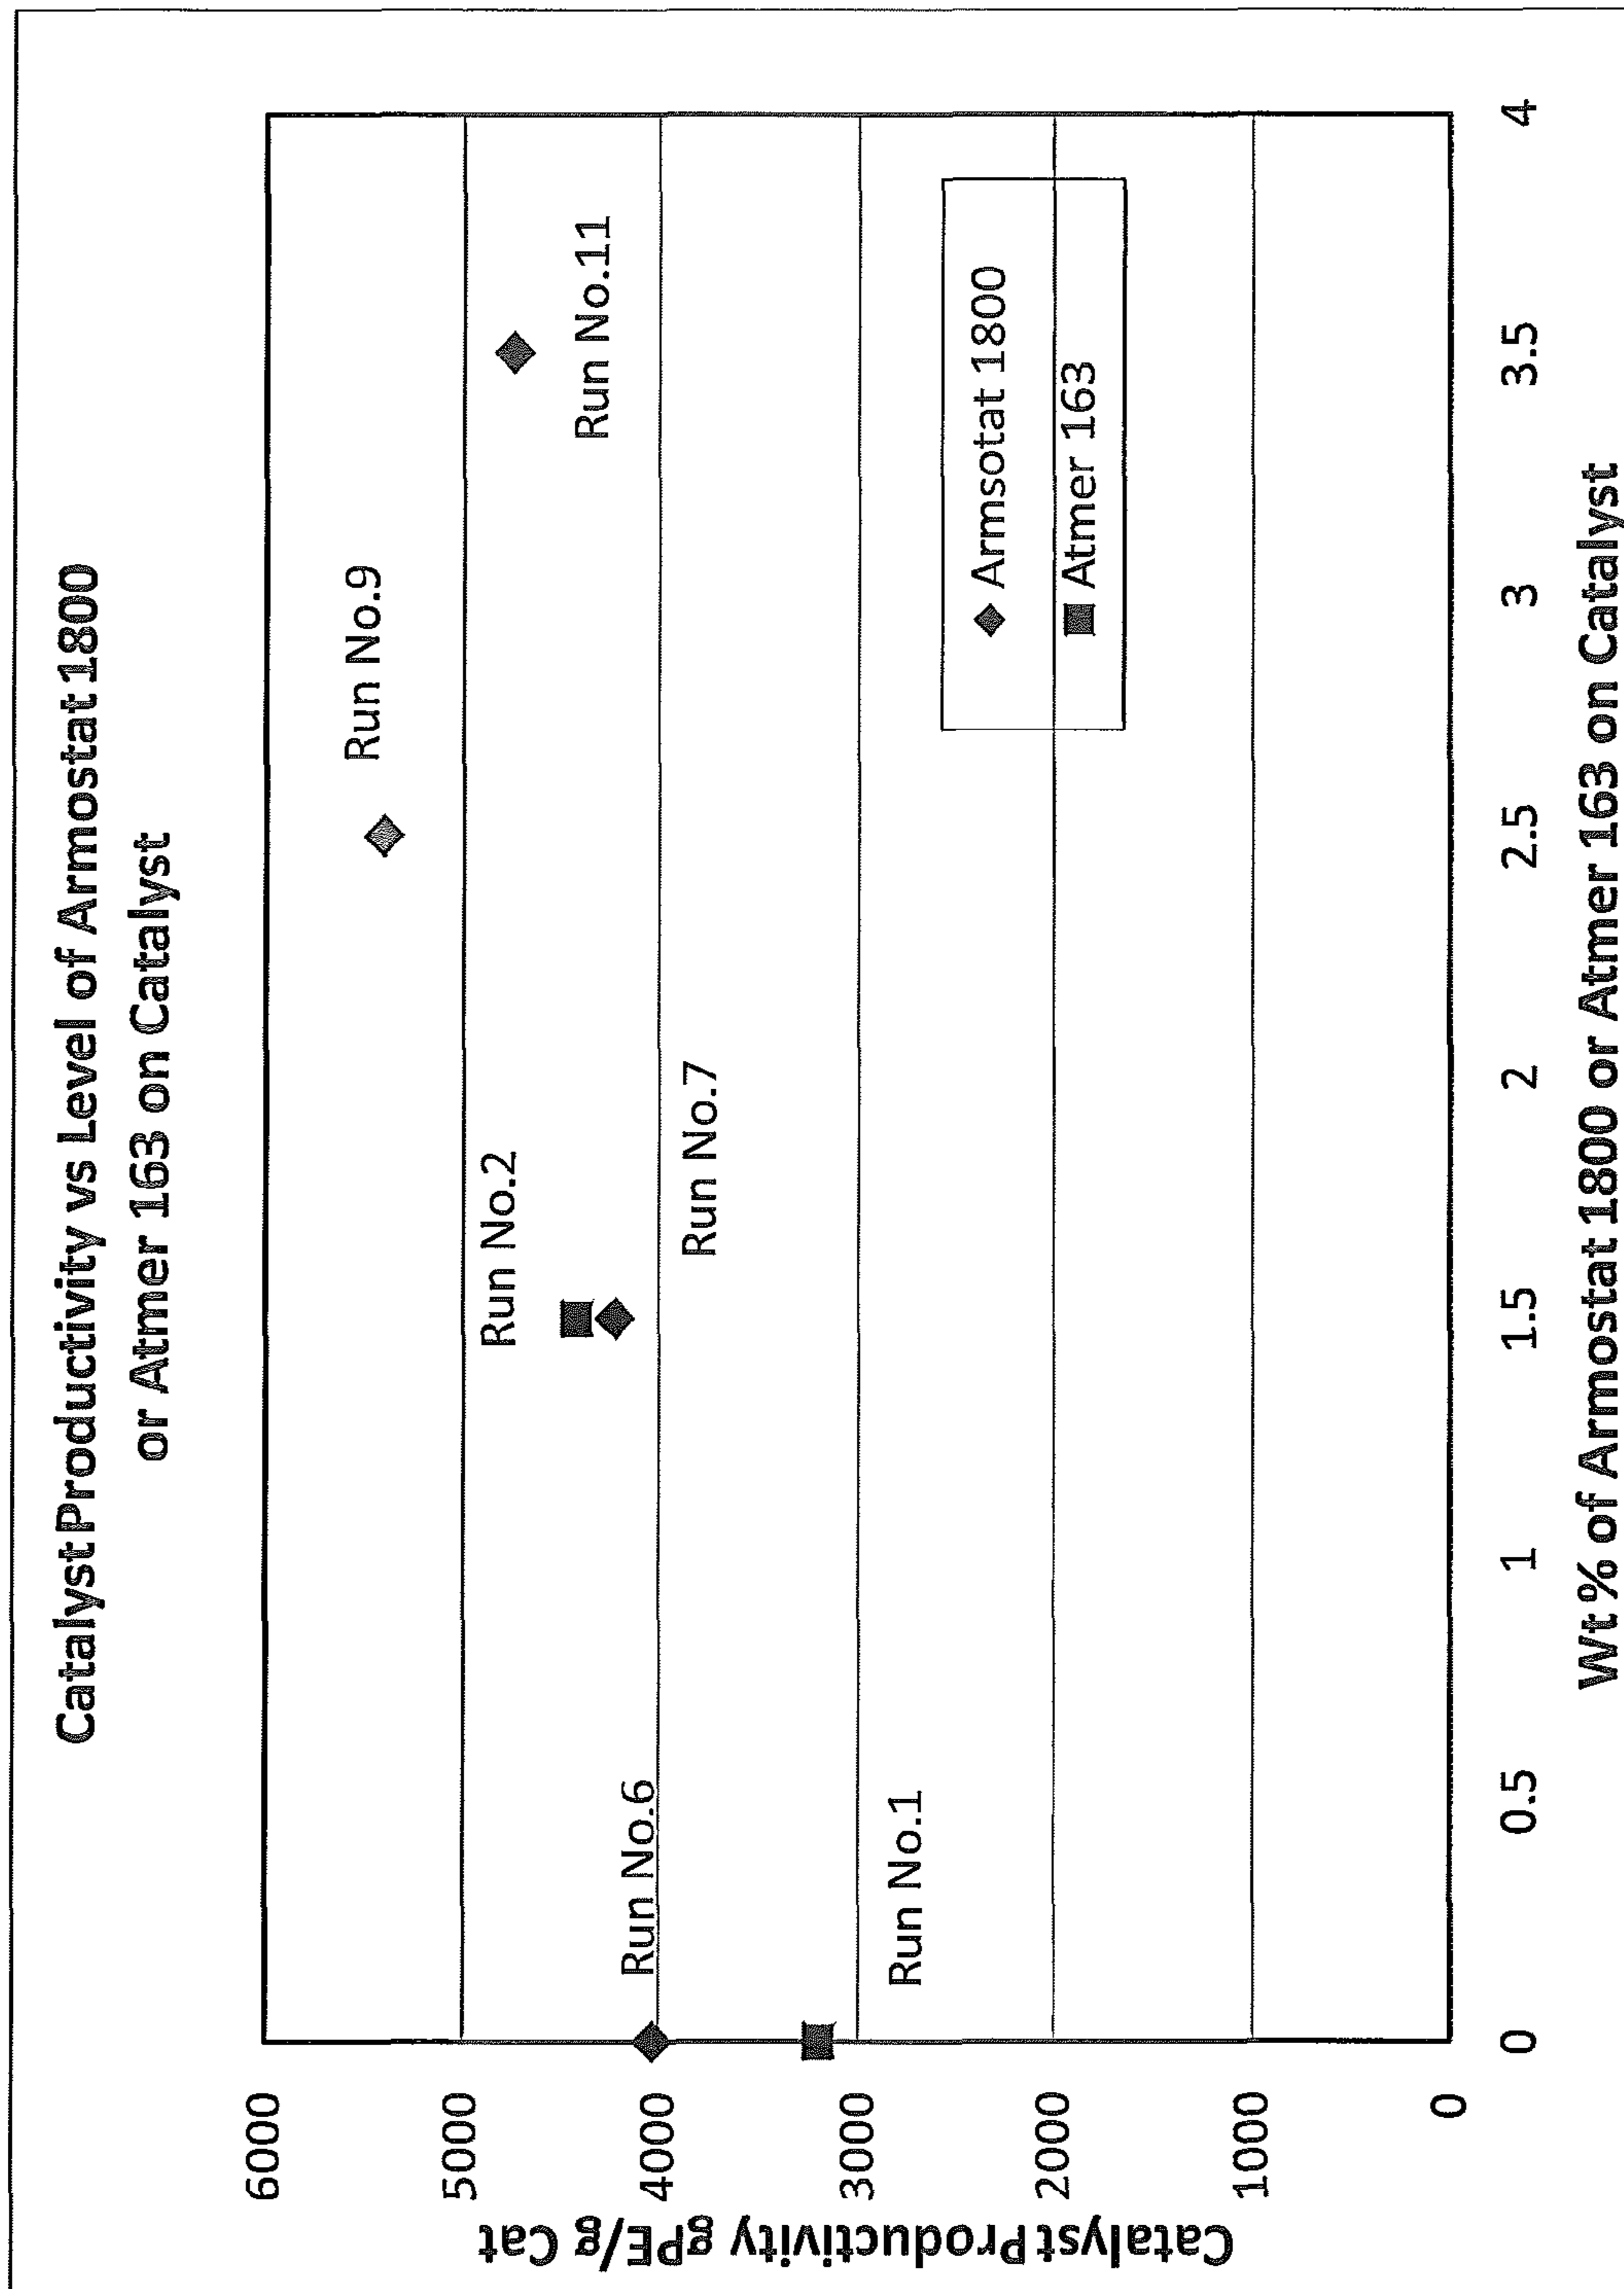 Catalyst Productivity vs Level of Armostat 1800
or Atmer 163 on Catalyst
Catalyst Productivity gPE/g Cat
6000
5000
4000
3000
2000
1000
0
Run No.6
Run No.1
Run No.2
Run No.7
Run No.9
Run No.11
Armsotat 1800
Atmer 163
0
0.5
1
1.5
2
2.5
3
3.5
4
Wt % of Armostat 1800 or Atmer 163 on Catalyst